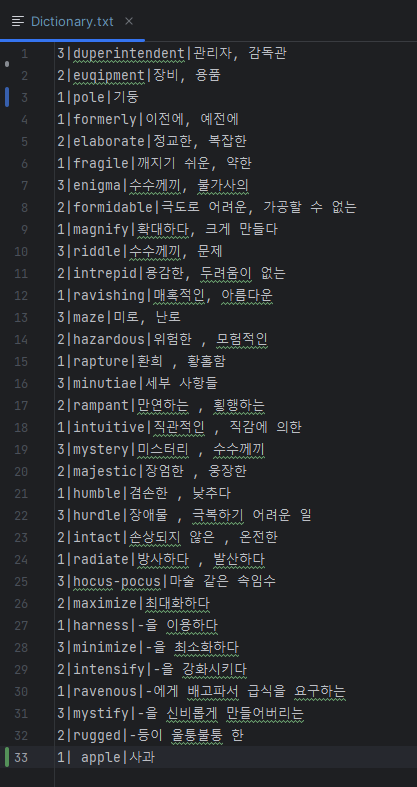 Dictionary.txt
1 3|duperintendent|관리자, 감독관
2 2|euqipment|장비, 용품
3 1|pole|기둥
4 1|formerly|이전에, 예전에
5 2|elaborate|정교한, 복잡한
6 1|fragile|깨지기 쉬운, 약한
7 3|enigma|수수께끼, 불가사의
8 2|formidable|극도로 어려운, 가공할 수 없는
9 1|magnify|확대하다, 크게 만들다
10 3|riddle|수수께끼, 문제
11 2|intrepid|용감한, 두려움이 없는
12 1|ravishing|매혹적인, 아름다운
13 3|maze|미로, 난로
14 2|hazardous|위험한 , 모험적인
15 1|rapture|환희 , 황홀함
16 3|minutiae|세부 사항들
17 2|rampant|만연하는 , 횡행하는
18 1|intuitive|직관적인 , 직감에 의한
19 3|mystery|미스터리 , 수수께끼
20 2|majestic|장엄한 , 웅장한
21 1|humble|겸손한 , 낮추다
22 3|hurdle|장애물 , 극복하기 어려운 일
23 2|intact|손상되지 않은 , 온전한
24 1|radiate|방사하다 , 발산하다
25 3|hocus-pocus|마술 같은 속임수
26 2|maximize|최대화하다
27 1|harness|-을 이용하다
28 3|minimize|-을 최소화하다
29 2|intensify|-을 강화시키다
30 1|ravenous|-에게 배고파서 급식을 요구하는
31 3|mystify|-을 신비롭게 만들어버리는
32 2|rugged|-등이 울퉁불퉁 한
33 1| apple|사과